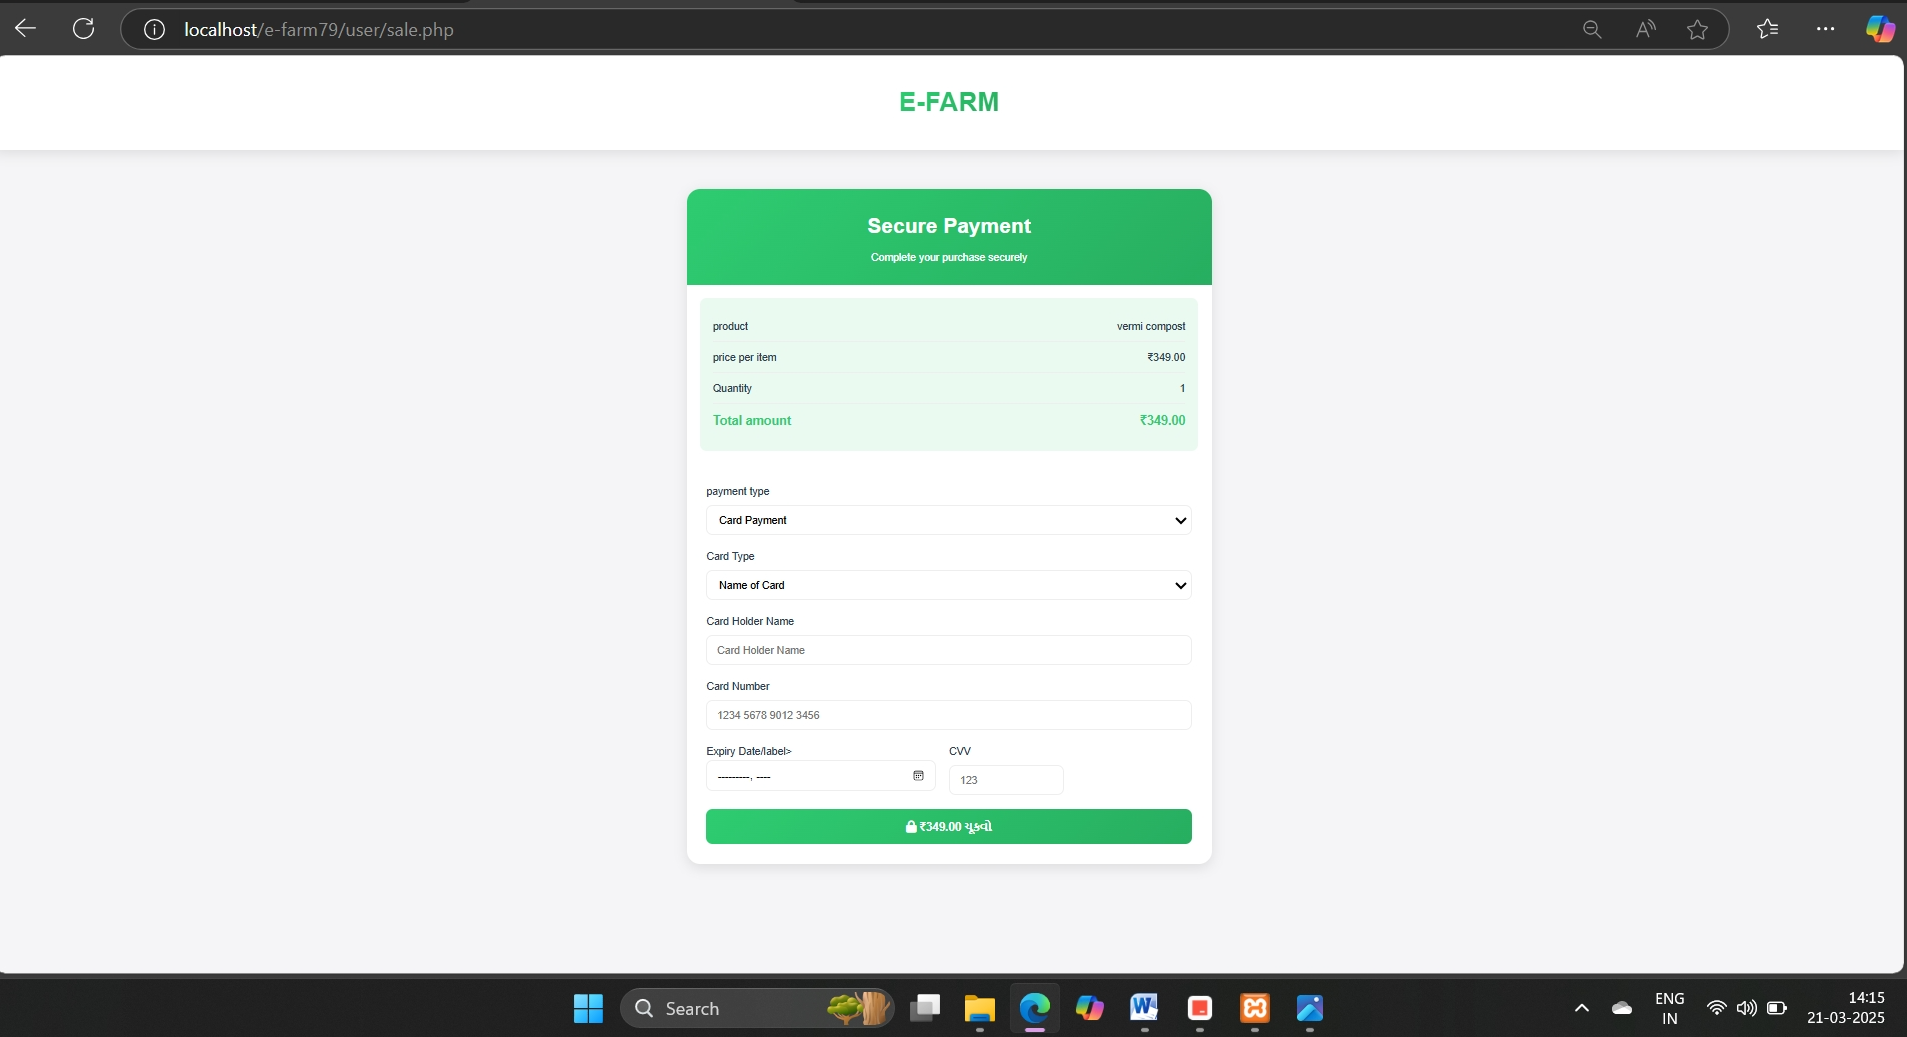 localhost/e-farm79/user/sale.php
E-FARM
Secure Payment
Complete your purchase securely
product vermi compost
price per item ₹349.00
Quantity 1
Total amount ₹349.00
payment type
Card Payment
Card Type
Name of Card
Card Holder Name
Card Holder Name
Card Number
1234 5678 9012 3456
Expiry Date/label> CVV
---------, ---- 123
₹349.00 ચૂકવો
Search
ENG
IN
14:15
21-03-2025